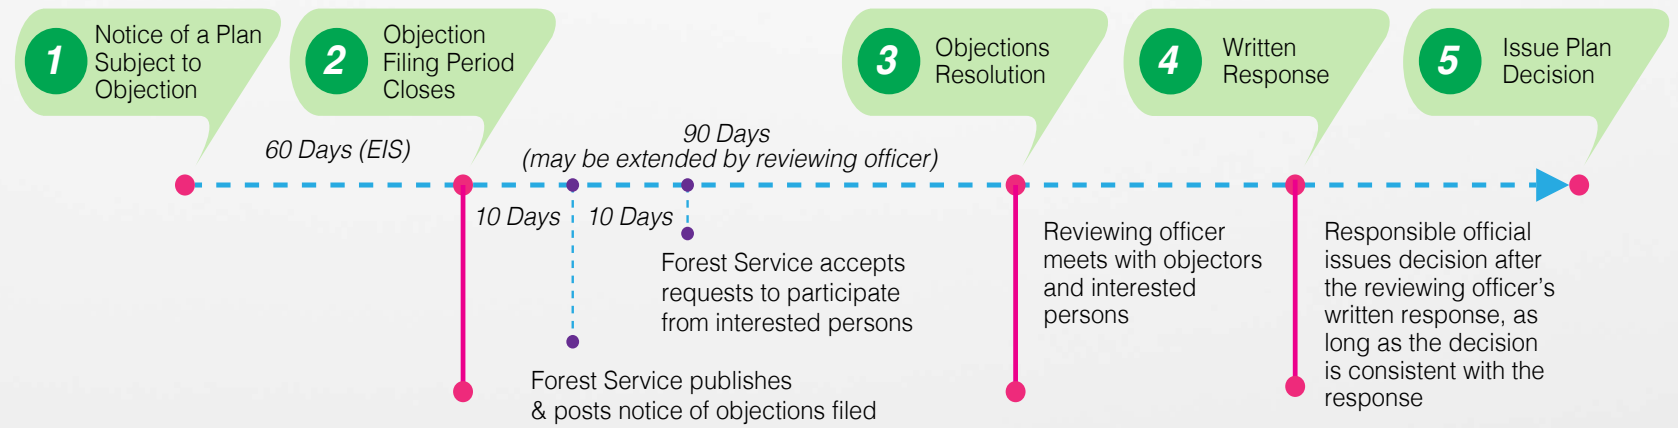 1
Notice of a Plan
Subject to
Objection
2
Objection
Filing Period
Closes
3
Objections
Resolution
4
Written
Response
5
Issue Plan
Decision
60 Days (EIS)
90 Days
(may be extended by reviewing officer)
10 Days
10 Days
Forest Service accepts
requests to participate
from interested persons
Forest Service publishes
& posts notice of objections filed
Reviewing officer
meets with objectors
and interested
persons
Responsible official
issues decision after
the reviewing officer's
written response, as
long as the decision
is consistent with the
response